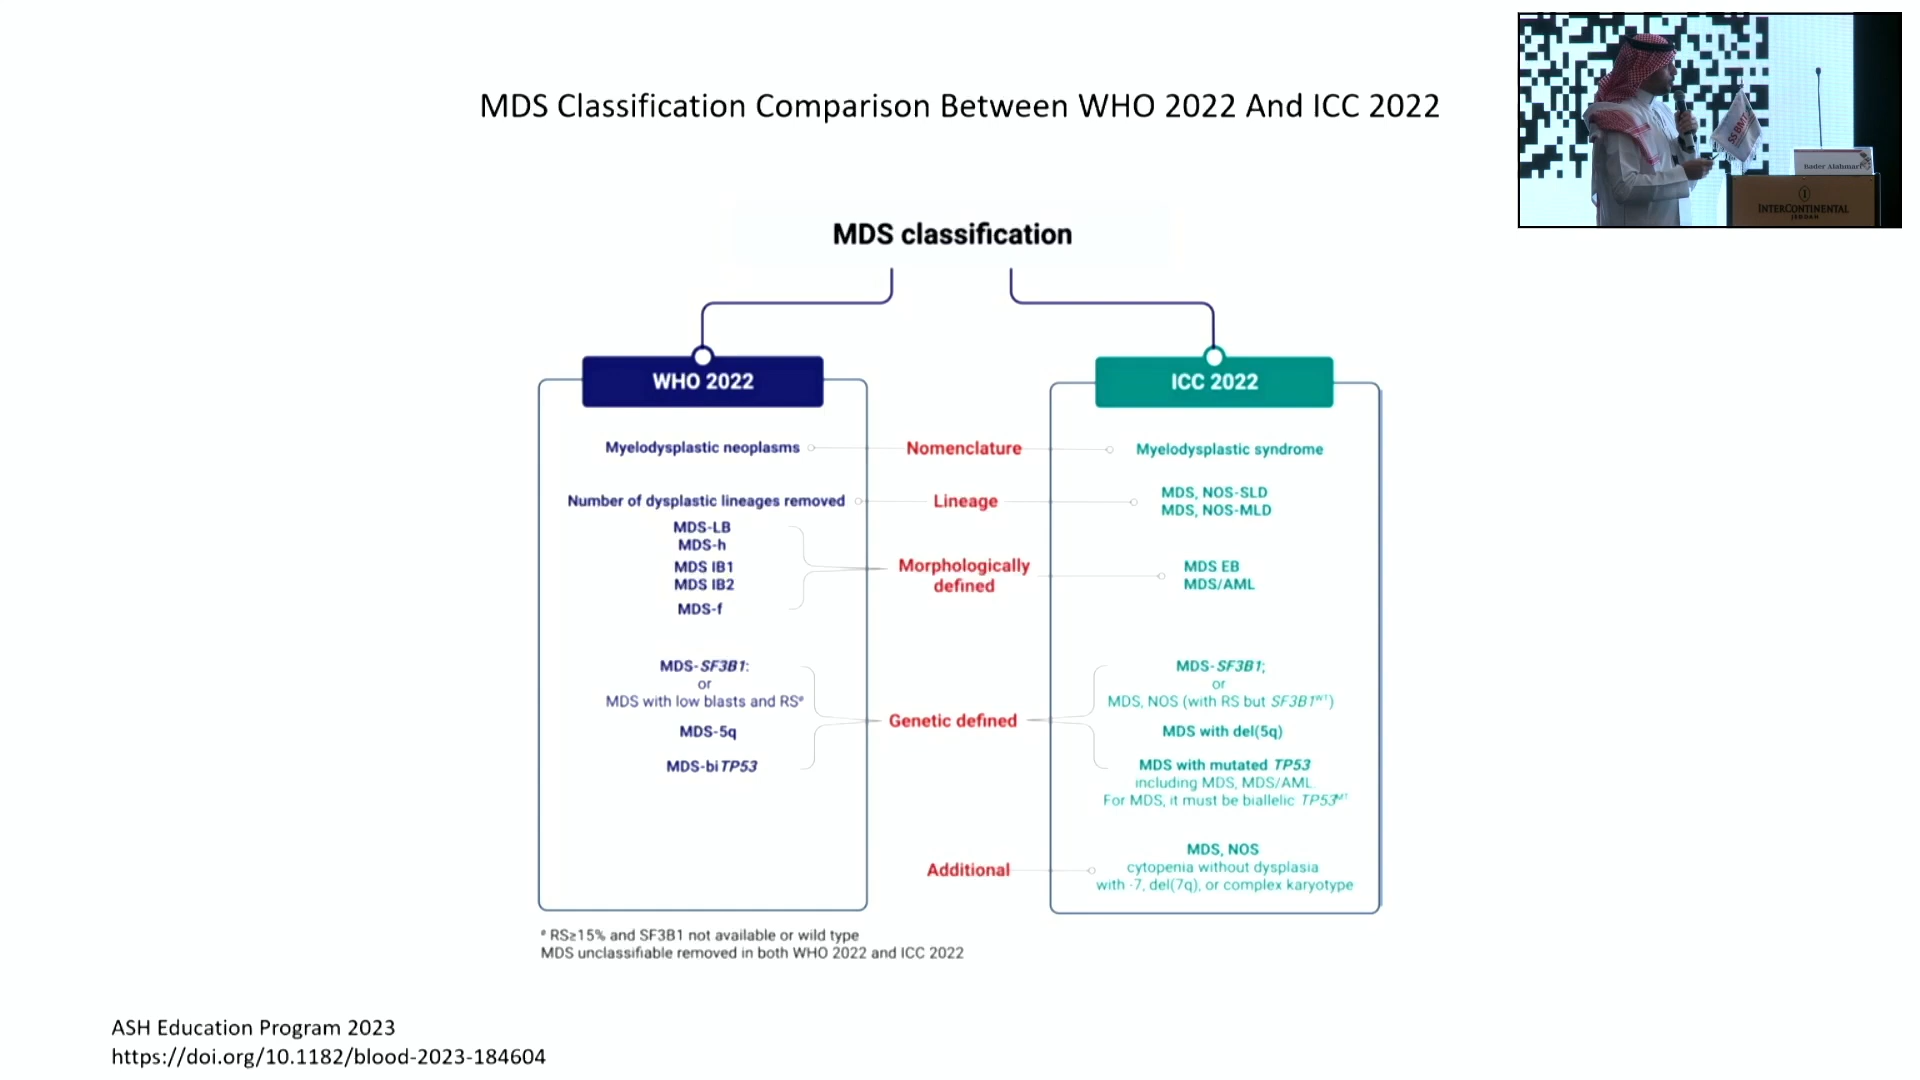 MDS Classification Comparison Between WHO 2022 And ICC 2022
SSBMT
Bader Alahmari
INTERCONTINENTAL
JEDDAH
MDS classification
WHO 2022
ICC 2022
Myelodysplastic neoplasms
Nomenclature
Myelodysplastic syndrome
Number of dysplastic lineages removed
Lineage
MDS, NOS-SLD
MDS, NOS-MLD
MDS-LB
MDS-h
MDS IB1
MDS IB2
MDS-f
Morphologically
defined
MDS EB
MDS/AML
MDS-SF3B1:
or
MDS with low blasts and RSᵉ
MDS-5q
MDS-biTP53
Genetic defined
MDS-SF3B1;
or
MDS, NOS (with RS but SF3B1ᵂᵀ)
MDS with del(5q)
MDS with mutated TP53
including MDS, MDS/AML
For MDS, it must be biallelic TP53ᴹᵀ
Additional
MDS, NOS
cytopenia without dysplasia
with -7, del(7q), or complex karyotype
ᵉ RS≥15% and SF3B1 not available or wild type
MDS unclassifiable removed in both WHO 2022 and ICC 2022
ASH Education Program 2023
https://doi.org/10.1182/blood-2023-184604